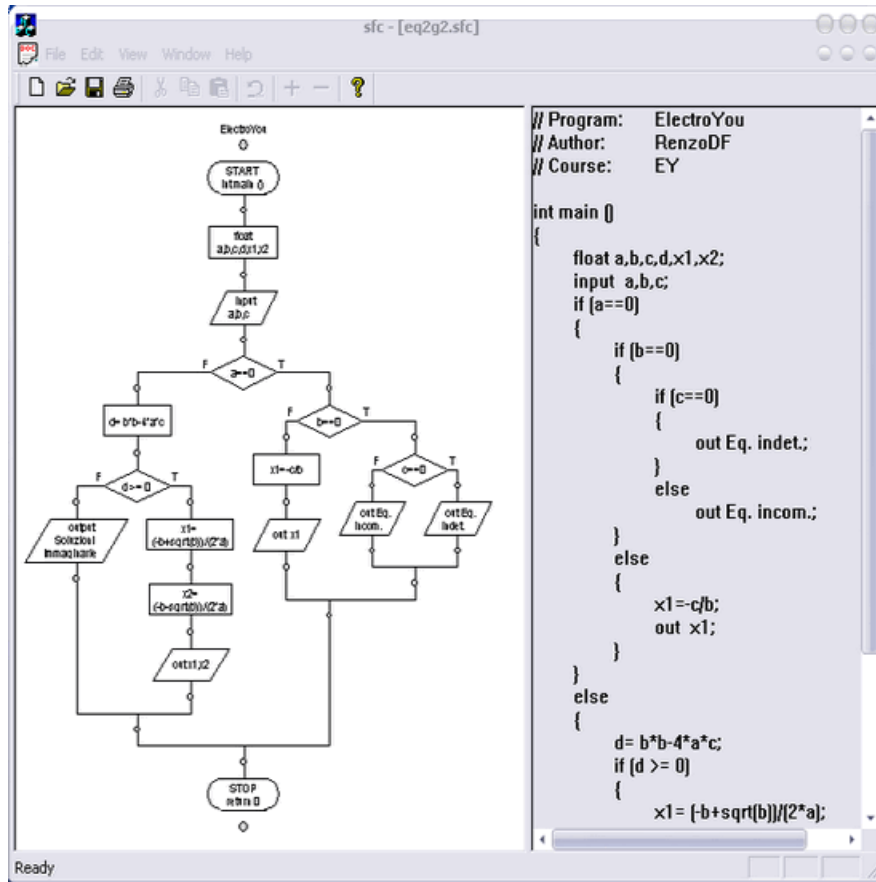 sfc - [eq2g2.sfc]
File Edit View Window Help
ElectroYou
START
int main ()
float
a,b,c,d,x1,x2
Input
a,b,c
F
T
a==0
d= b*b-4*a*c
F
T
b==0
F
T
d>= 0
x1=-c/b
F
T
c==0
output
Soluzioni
Immaginarie
x1=
(-b+sqrt(b))/(2*a)
out x1
out Eq.
Incom.
out Eq.
Indet.
x2=
(-b-sqrt(b))/(2*a)
out x1,x2
STOP
return 0
// Program: ElectroYou
// Author: RenzoDF
// Course: EY
int main ()
{
float a,b,c,d,x1,x2;
input a,b,c;
if (a==0)
{
if (b==0)
{
if (c==0)
{
out Eq. indet.;
}
else
out Eq. incom.;
}
else
{
x1=-c/b;
out x1;
}
}
else
{
d= b*b-4*a*c;
if (d >= 0)
{
x1= (-b+sqrt(b))/(2*a);
Ready